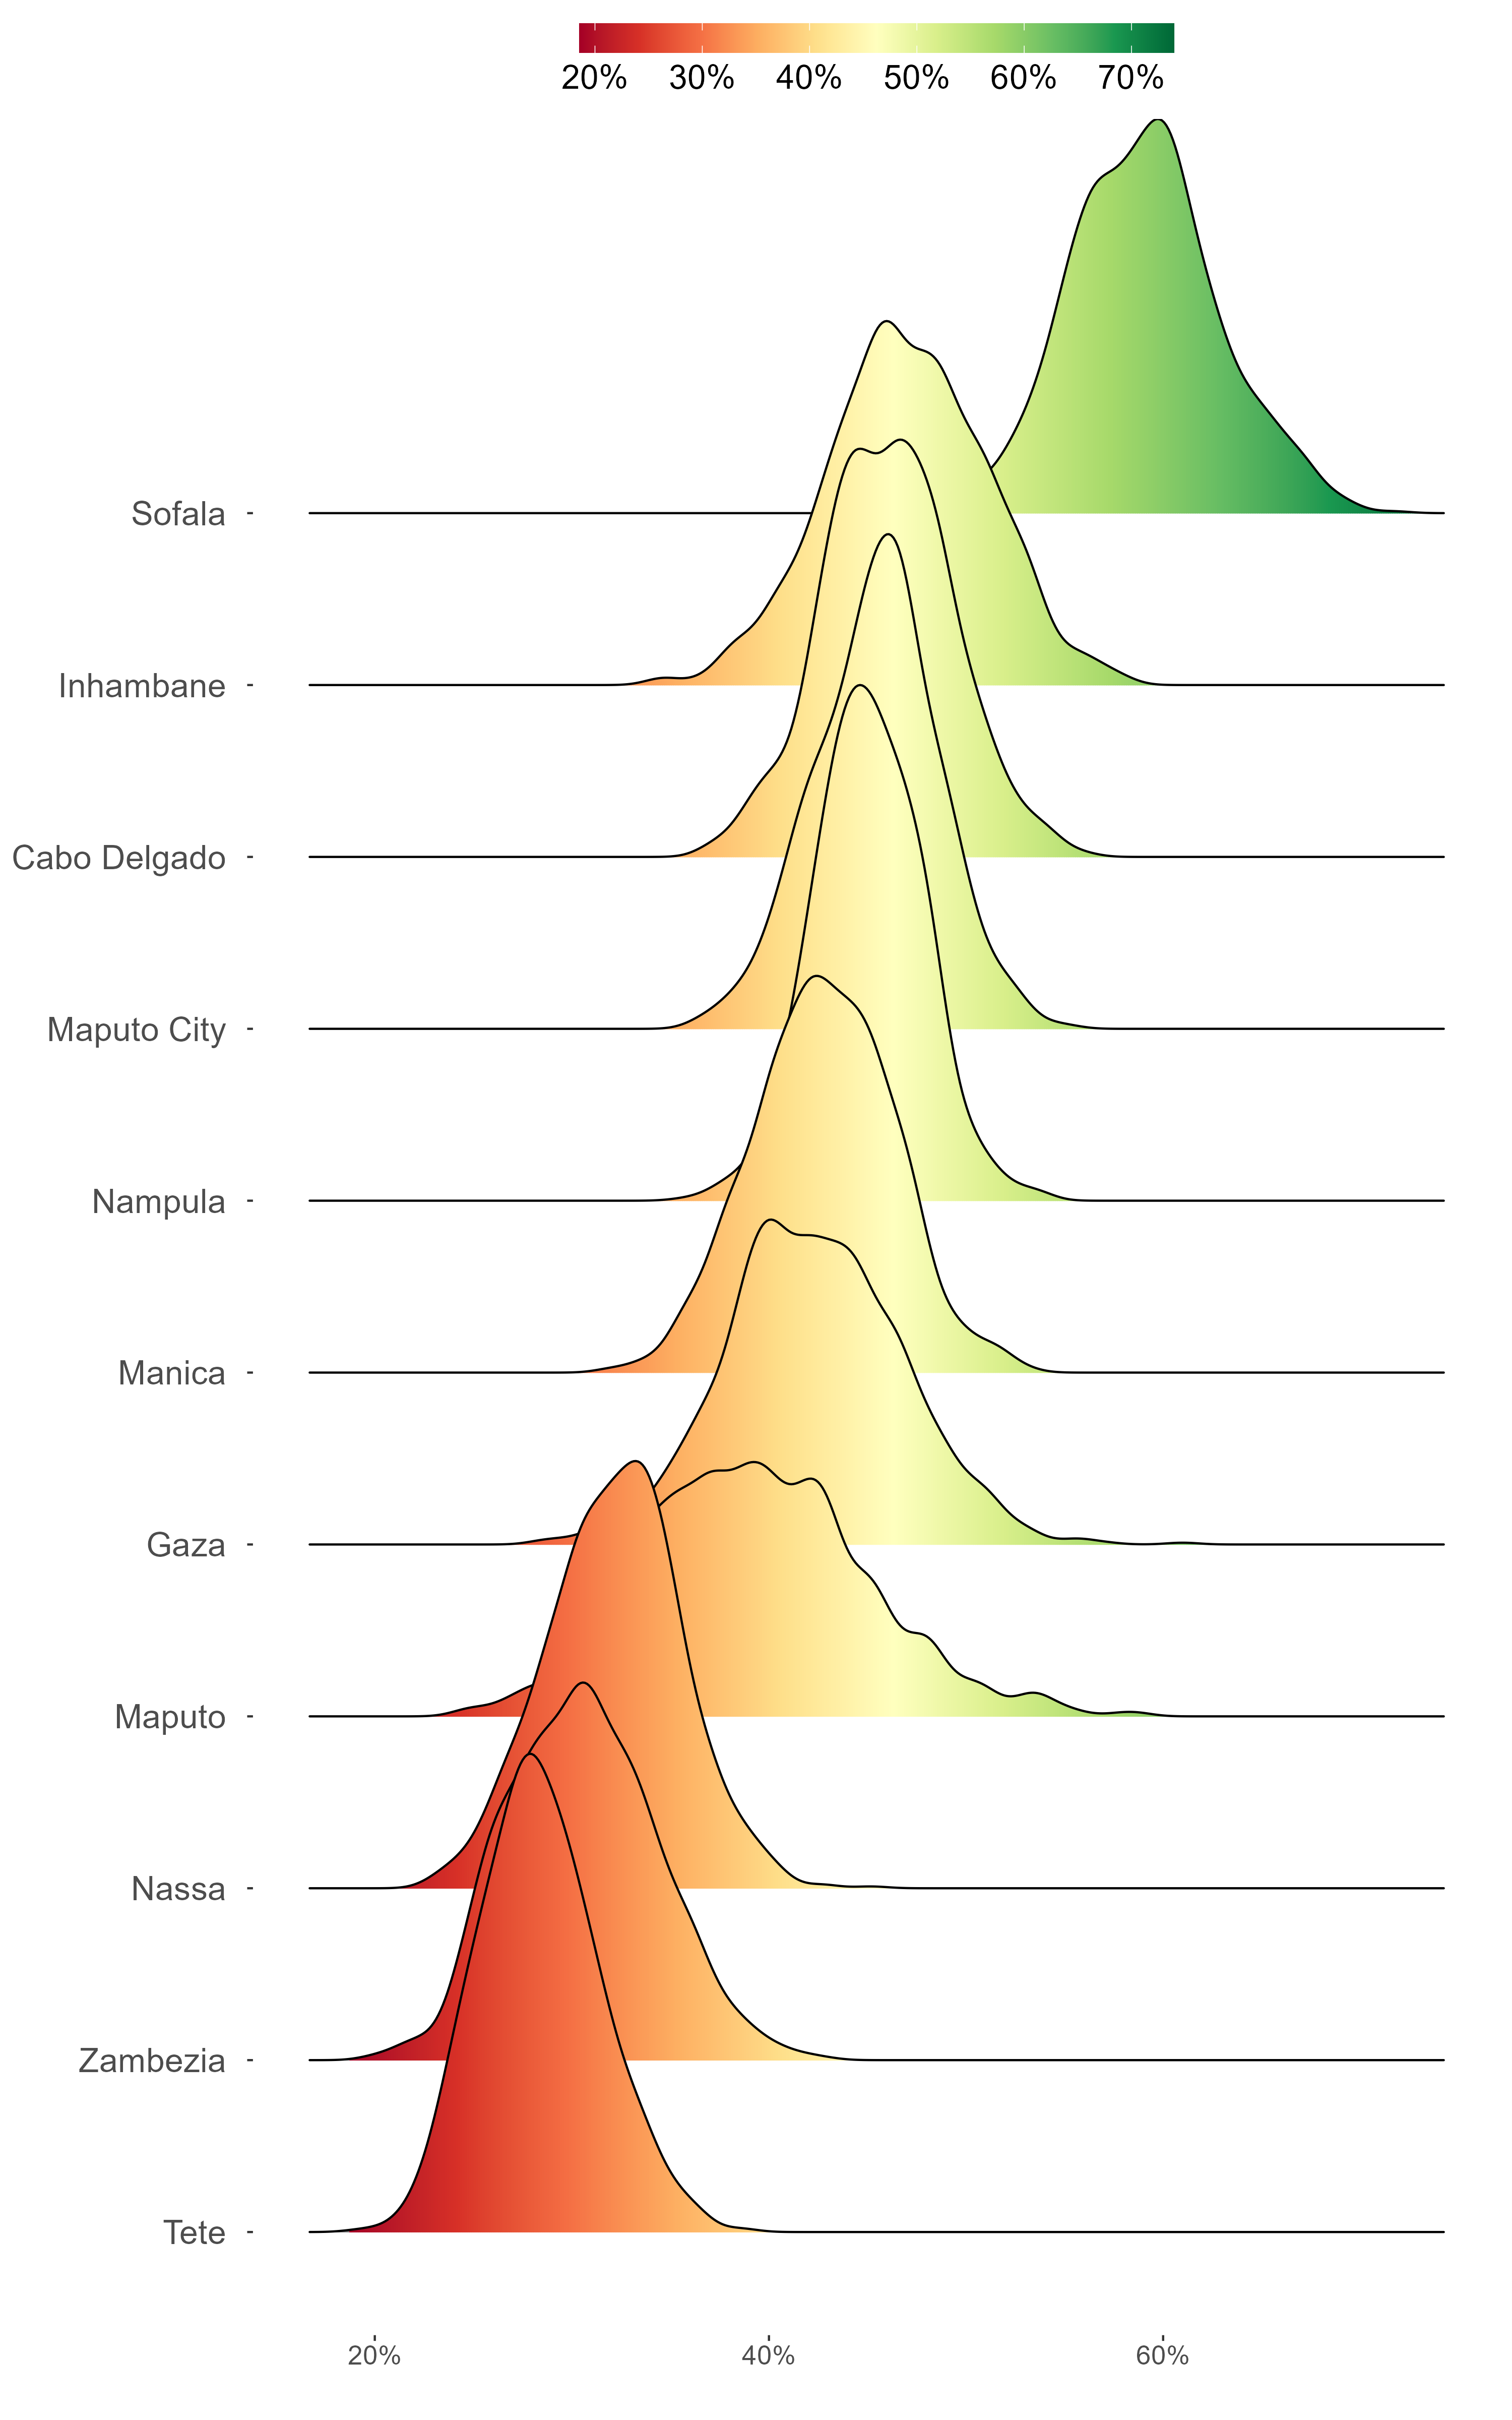 20% 30% 40% 50% 60% 70%
Sofala
Inhambane
Cabo Delgado
Maputo City
Nampula
Manica
Gaza
Maputo
Nassa
Zambezia
Tete
20% 40% 60%